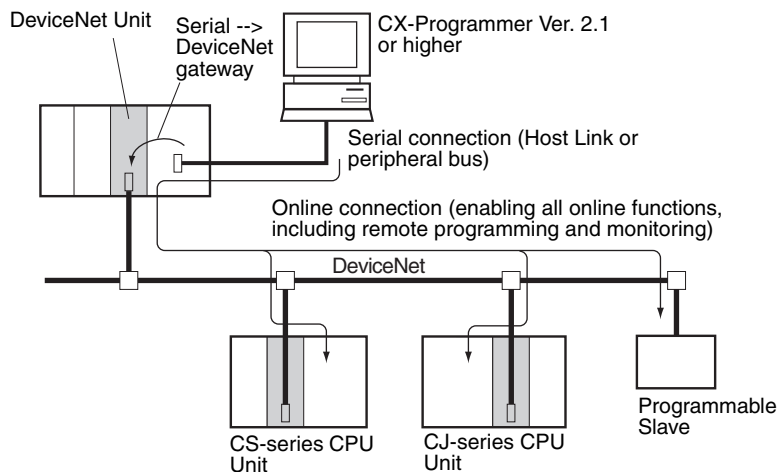 DeviceNet Unit
Serial -->
DeviceNet
gateway
CX-Programmer Ver. 2.1
or higher
Serial connection (Host Link or
peripheral bus)
Online connection (enabling all online functions,
including remote programming and monitoring)
DeviceNet
CS-series CPU
Unit
CJ-series CPU
Unit
Programmable
Slave